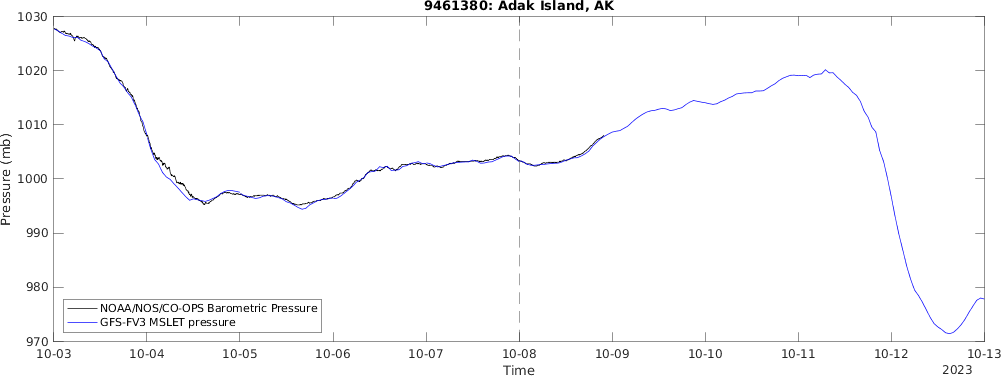 9461380: Adak Island, AK
Pressure (mb)
1030
1020
1010
1000
990
980
970
NOAA/NOS/CO-OPS Barometric Pressure
GFS-FV3 MSLET pressure
10-03 10-04 10-05 10-06 10-07 10-08 10-09 10-10 10-11 10-12 10-13
Time
2023